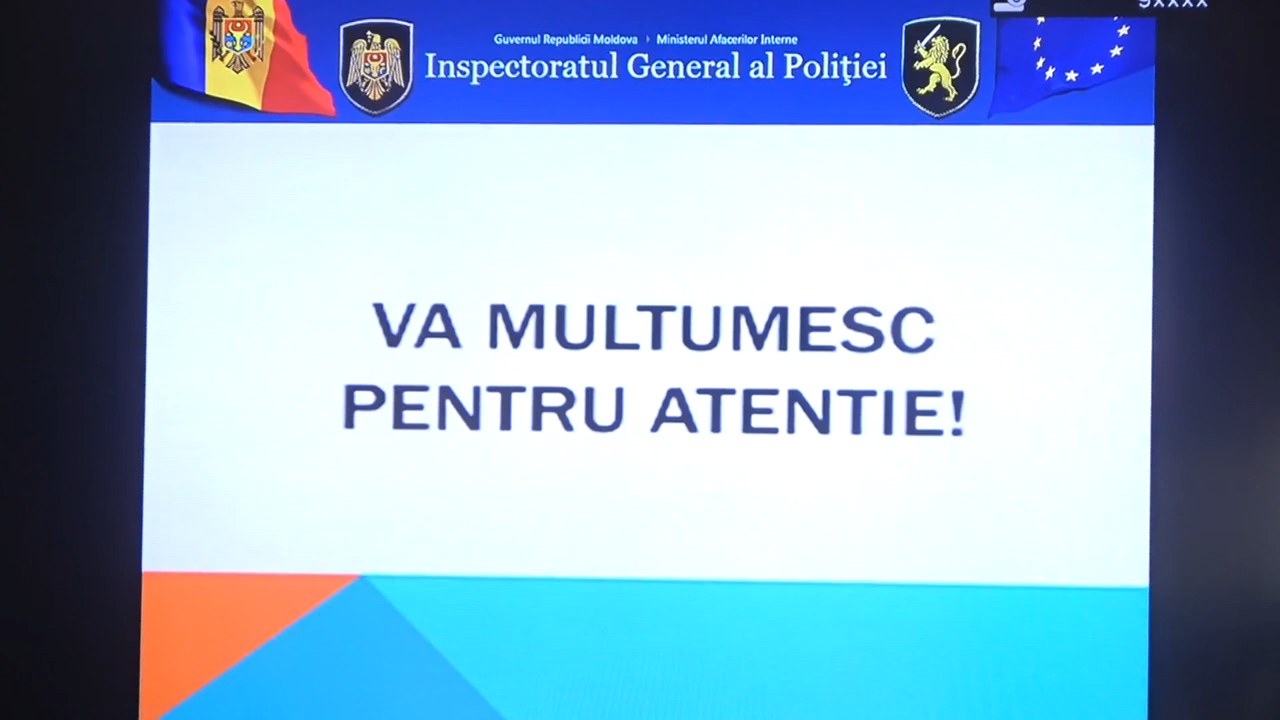 Guvernul Republicii Moldova › Ministerul Afacerilor Interne
Inspectoratul General al Poliţiei
VA MULTUMESC
PENTRU ATENTIE!